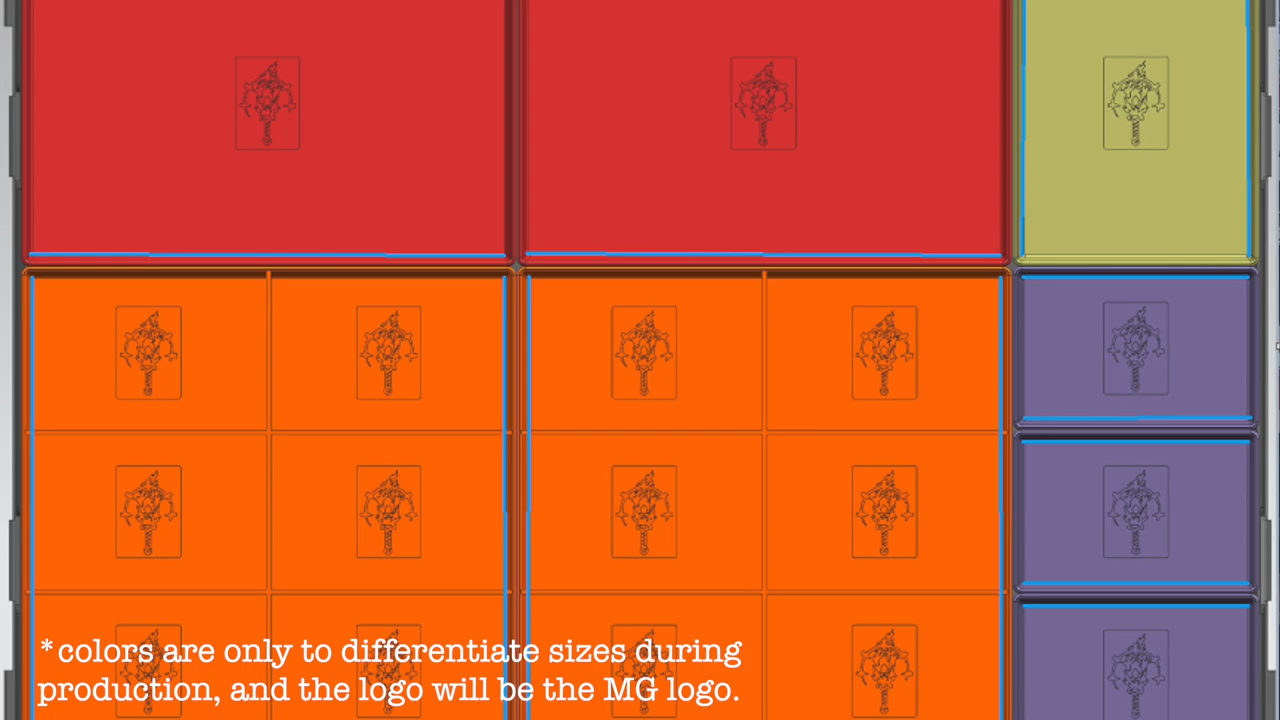 *colors are only to differentiate sizes during
production, and the logo will be the MG logo.